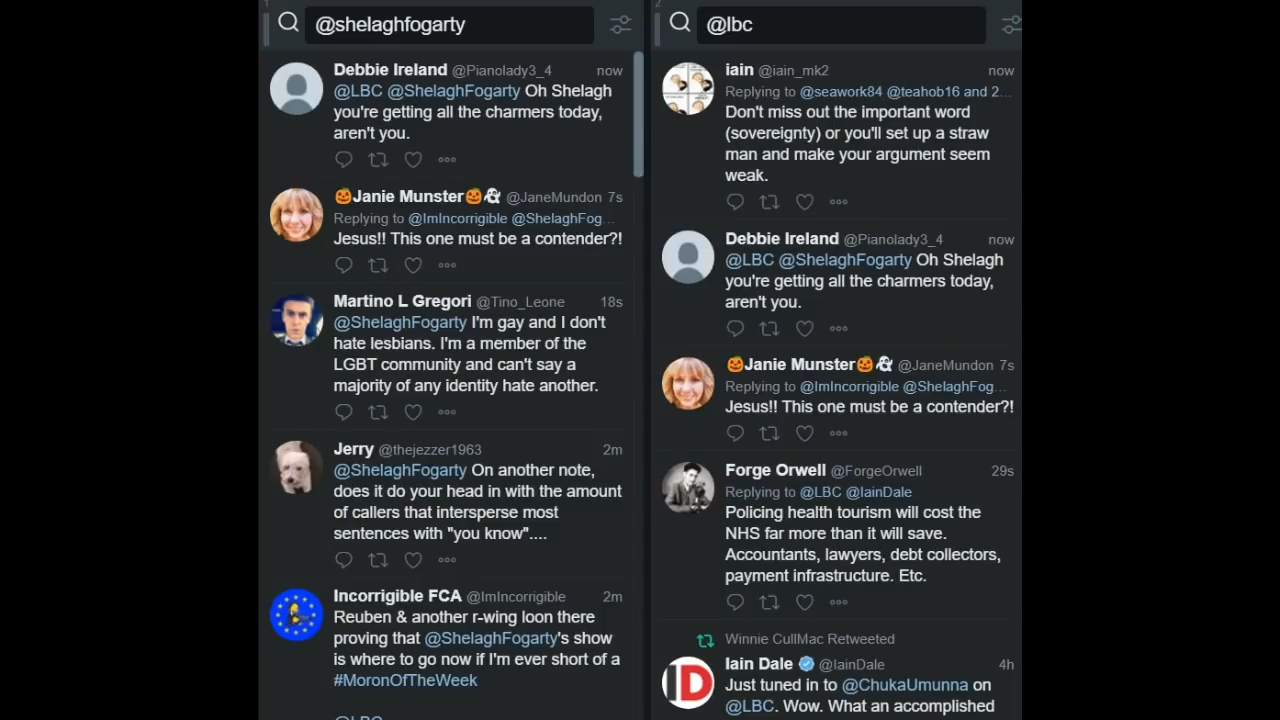 1
@shelaghfogarty
Debbie Ireland @Pianolady3_4 now
@LBC @ShelaghFogarty Oh Shelagh
you're getting all the charmers today,
aren't you.
🎃Janie Munster🎃👻 @JaneMundon 7s
Replying to @ImIncorrigible @ShelaghFog...
Jesus!! This one must be a contender?!
Martino L Gregori @Tino_Leone 18s
@ShelaghFogarty I'm gay and I don't
hate lesbians. I'm a member of the
LGBT community and can't say a
majority of any identity hate another.
Jerry @thejezzer1963 2m
@ShelaghFogarty On another note,
does it do your head in with the amount
of callers that intersperse most
sentences with "you know"....
Incorrigible FCA @ImIncorrigible 2m
Reuben & another r-wing loon there
proving that @ShelaghFogarty's show
is where to go now if I'm ever short of a
#MoronOfTheWeek
@LBC
2
@lbc
iain @iain_mk2 now
Replying to @seawork84 @teahob16 and 2...
Don't miss out the important word
(sovereignty) or you'll set up a straw
man and make your argument seem
weak.
Debbie Ireland @Pianolady3_4 now
@LBC @ShelaghFogarty Oh Shelagh
you're getting all the charmers today,
aren't you.
🎃Janie Munster🎃👻 @JaneMundon 7s
Replying to @ImIncorrigible @ShelaghFog...
Jesus!! This one must be a contender?!
Forge Orwell @ForgeOrwell 29s
Replying to @LBC @IainDale
Policing health tourism will cost the
NHS far more than it will save.
Accountants, lawyers, debt collectors,
payment infrastructure. Etc.
Winnie CullMac Retweeted
Iain Dale @IainDale 4h
Just tuned in to @ChukaUmunna on
@LBC. Wow. What an accomplished
ID